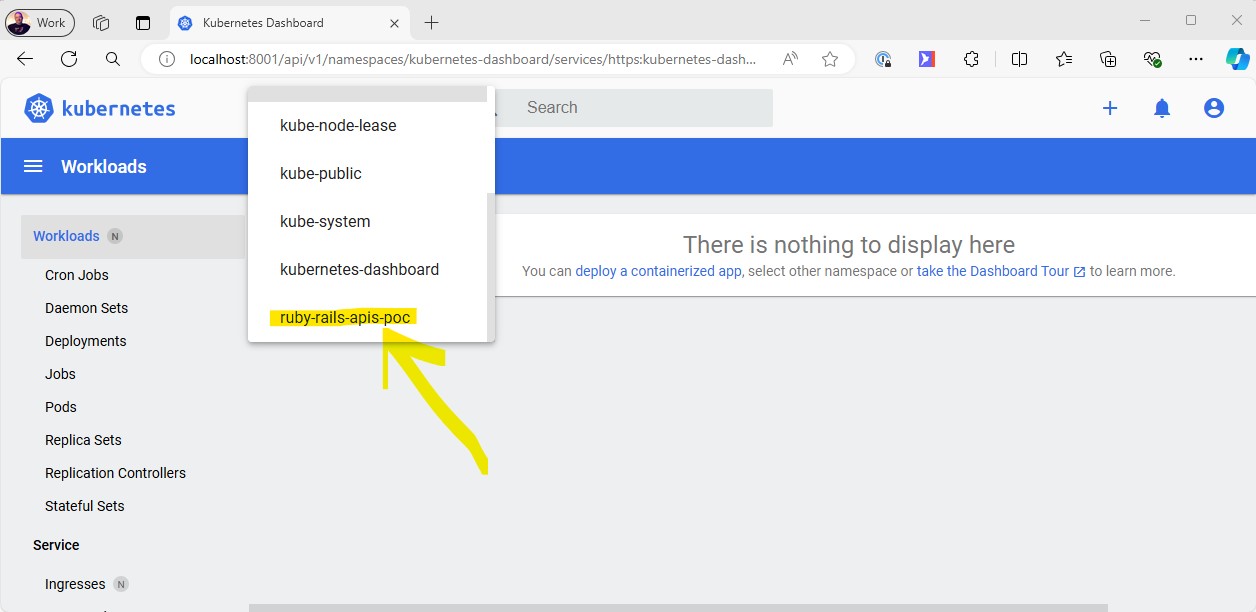 Work
Kubernetes Dashboard
localhost:8001/api/v1/namespaces/kubernetes-dashboard/services/https:kubernetes-dash...
kubernetes
Search
Workloads
kube-node-lease
kube-public
kube-system
kubernetes-dashboard
ruby-rails-apis-poc
There is nothing to display here
You can deploy a containerized app, select other namespace or take the Dashboard Tour to learn more.
Workloads N
Cron Jobs
Daemon Sets
Deployments
Jobs
Pods
Replica Sets
Replication Controllers
Stateful Sets
Service
Ingresses N